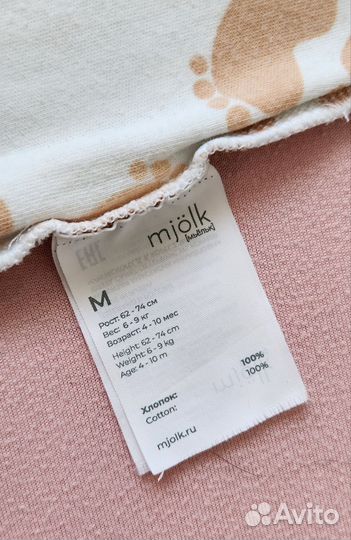 mjölk
[мьёльк]
M
Рост: 62 - 74 см
Вес: 6 - 9 кг
Возраст: 4 - 10 мес
Height: 62 - 74 cm
Weight: 6 - 9 kg
Age: 4 - 10 m
100%
Хлопок: 100%
Cotton:
mjolk.ru
Avito